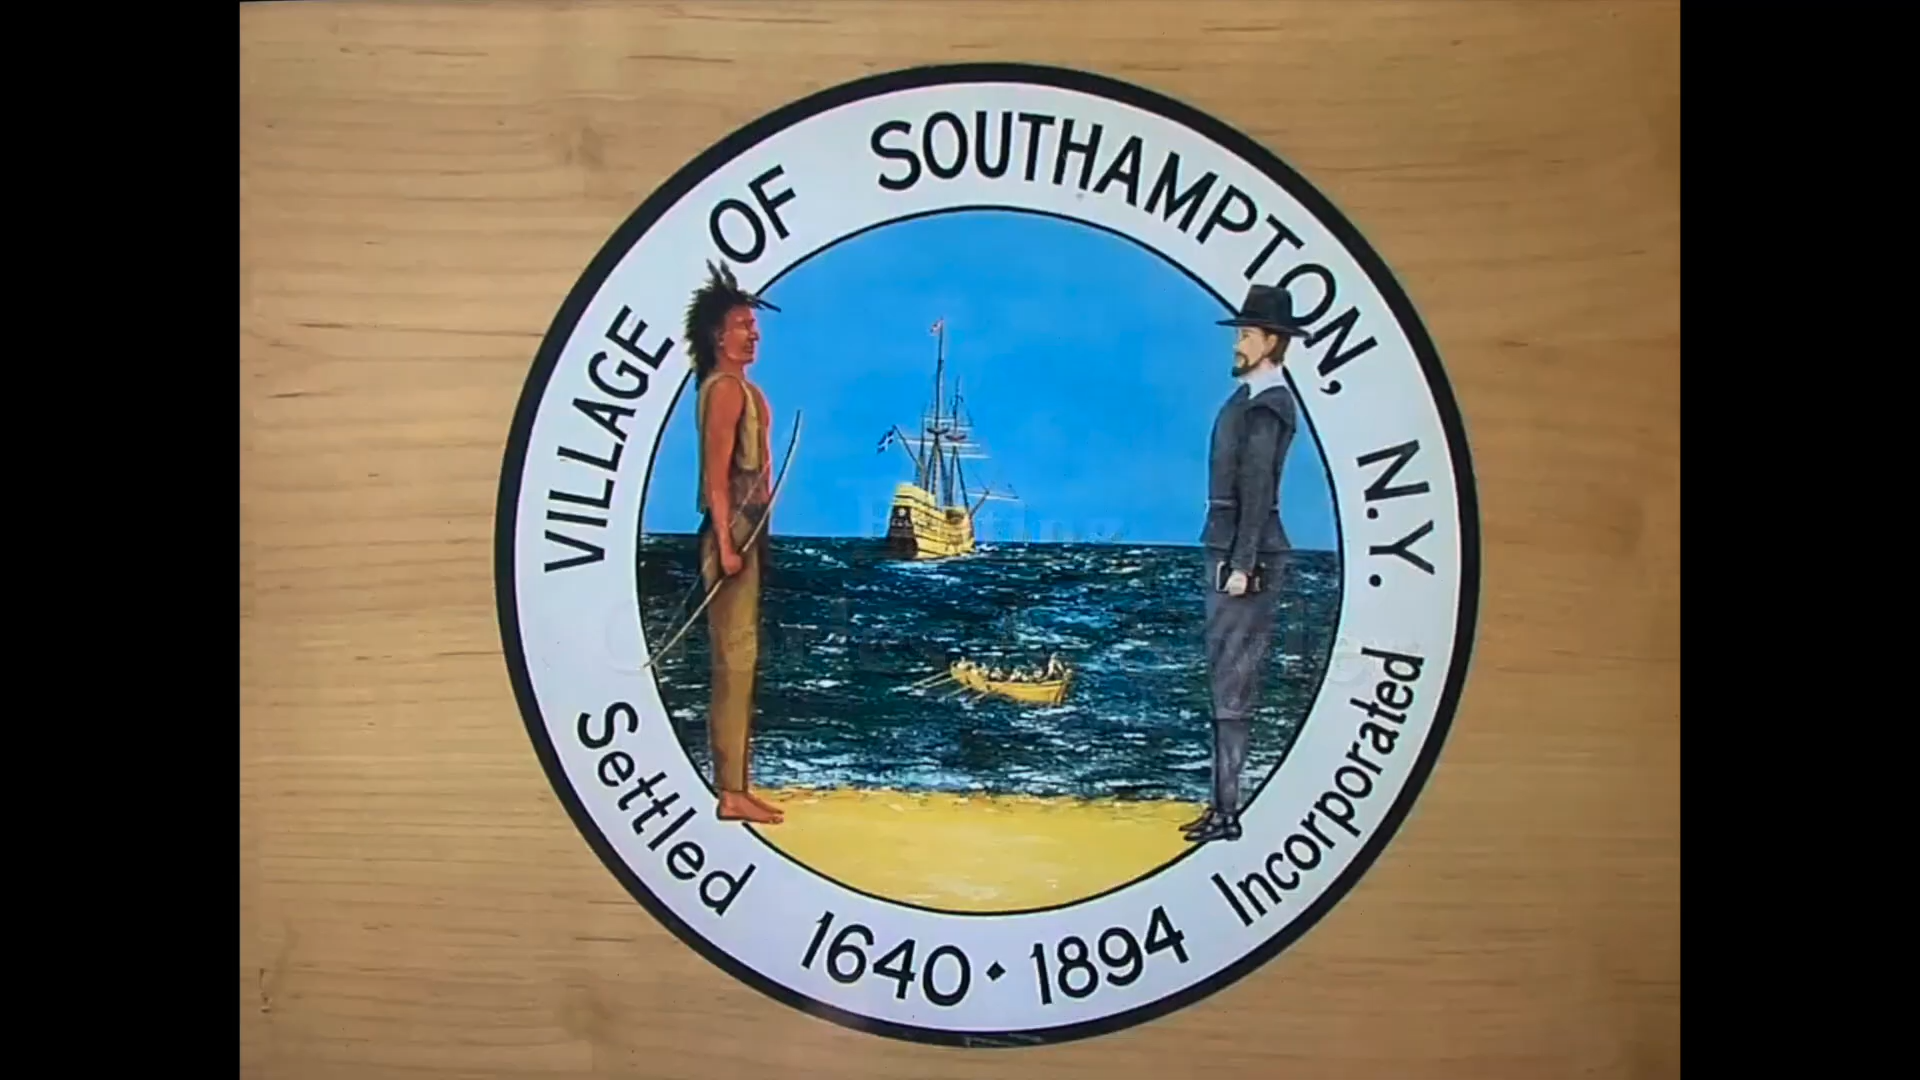 VILLAGE OF SOUTHAMPTON, N.Y.
Settled 1640 • 1894 Incorporated